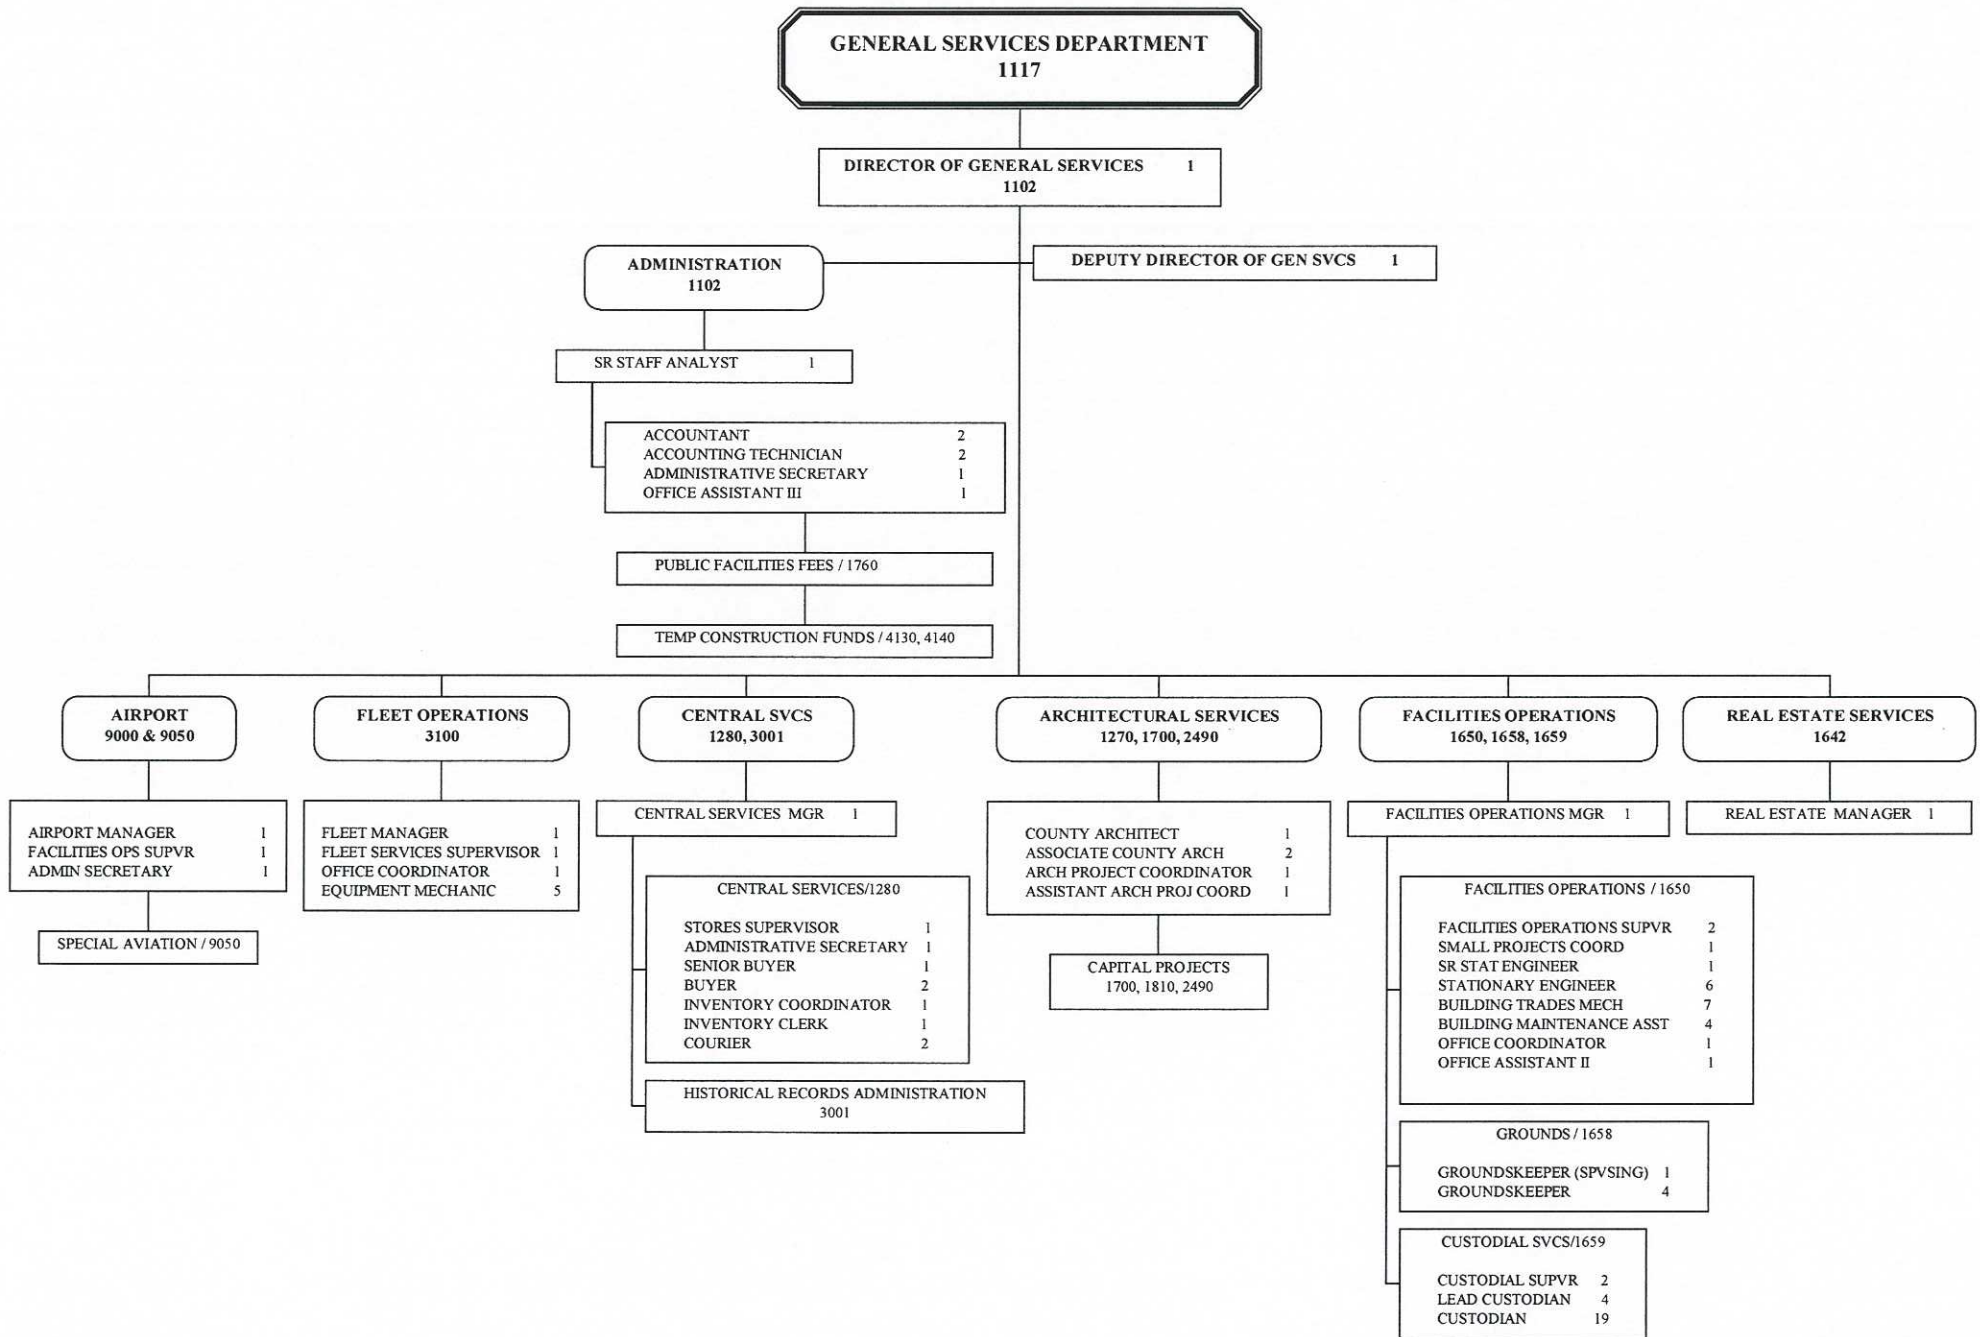 GENERAL SERVICES DEPARTMENT
1117
DIRECTOR OF GENERAL SERVICES 1
1102
ADMINISTRATION
1102
DEPUTY DIRECTOR OF GEN SVCS 1
SR STAFF ANALYST 1
ACCOUNTANT 2
ACCOUNTING TECHNICIAN 2
ADMINISTRATIVE SECRETARY 1
OFFICE ASSISTANT III 1
PUBLIC FACILITIES FEES / 1760
TEMP CONSTRUCTION FUNDS / 4130, 4140
AIRPORT
9000 & 9050
AIRPORT MANAGER 1
FACILITIES OPS SUPVR 1
ADMIN SECRETARY 1
SPECIAL AVIATION / 9050
FLEET OPERATIONS
3100
FLEET MANAGER 1
FLEET SERVICES SUPERVISOR 1
OFFICE COORDINATOR 1
EQUIPMENT MECHANIC 5
CENTRAL SVCS
1280, 3001
CENTRAL SERVICES MGR 1
CENTRAL SERVICES/1280
STORES SUPERVISOR 1
ADMINISTRATIVE SECRETARY 1
SENIOR BUYER 1
BUYER 2
INVENTORY COORDINATOR 1
INVENTORY CLERK 1
COURIER 2
HISTORICAL RECORDS ADMINISTRATION
3001
ARCHITECTURAL SERVICES
1270, 1700, 2490
COUNTY ARCHITECT 1
ASSOCIATE COUNTY ARCH 2
ARCH PROJECT COORDINATOR 1
ASSISTANT ARCH PROJ COORD 1
CAPITAL PROJECTS
1700, 1810, 2490
FACILITIES OPERATIONS
1650, 1658, 1659
FACILITIES OPERATIONS MGR 1
FACILITIES OPERATIONS / 1650
FACILITIES OPERATIONS SUPVR 2
SMALL PROJECTS COORD 1
SR STAT ENGINEER 1
STATIONARY ENGINEER 6
BUILDING TRADES MECH 7
BUILDING MAINTENANCE ASST 4
OFFICE COORDINATOR 1
OFFICE ASSISTANT II 1
GROUNDS / 1658
GROUNDSKEEPER (SPVSING) 1
GROUNDSKEEPER 4
CUSTODIAL SVCS/1659
CUSTODIAL SUPVR 2
LEAD CUSTODIAN 4
CUSTODIAN 19
REAL ESTATE SERVICES
1642
REAL ESTATE MANAGER 1